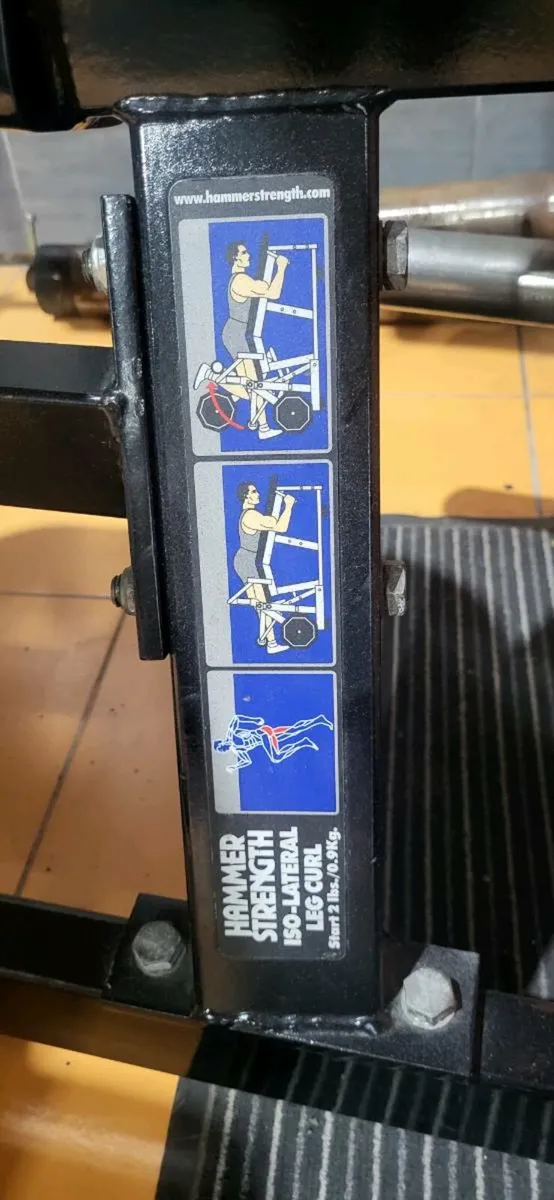 www.hammerstrength.com
HAMMER
STRENGTH
ISO-LATERAL
LEG CURL
Start 2 lbs./0.9Kg.